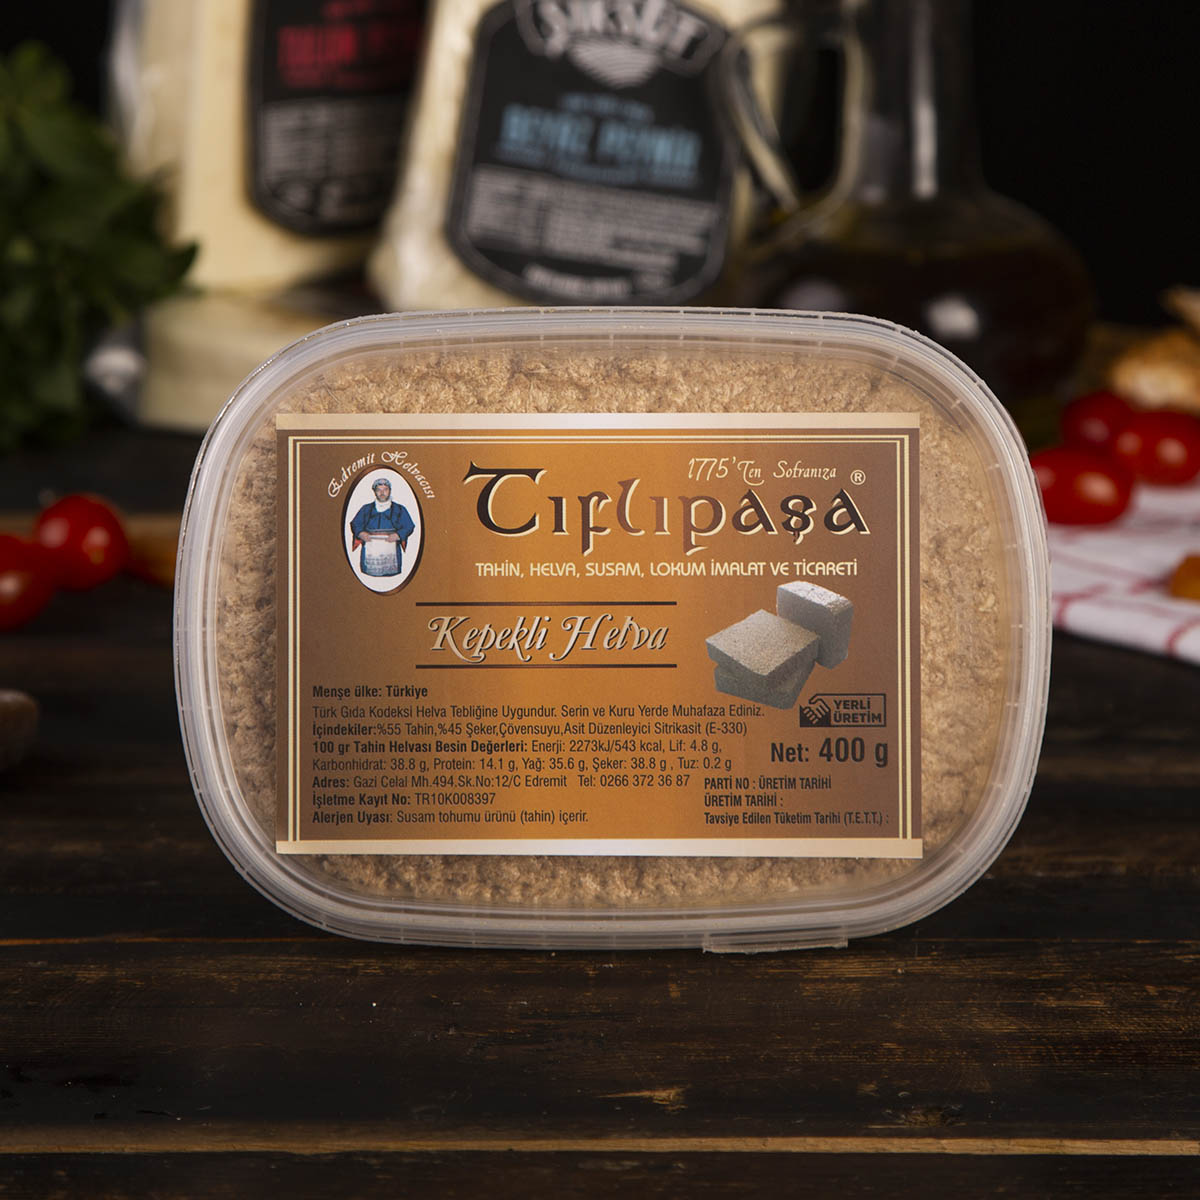 BEYAZ PEYNİR
Edremit Helvacısı
1775' Ten Sofranıza
Tıflıpaşa ®
TAHİN, HELVA, SUSAM, LOKUM İMALAT VE TİCARETİ
Kepekli Helva
Menşe ülke: Türkiye
Türk Gıda Kodeksi Helva Tebliğine Uygundur. Serin ve Kuru Yerde Muhafaza Ediniz.
İçindekiler:%55 Tahin,%45 Şeker,Çövensuyu,Asit Düzenleyici Sitrikasit (E-330)
100 gr Tahin Helvası Besin Değerleri: Enerji: 2273kJ/543 kcal, Lif: 4.8 g,
Karbonhidrat: 38.8 g, Protein: 14.1 g, Yağ: 35.6 g, Şeker: 38.8 g , Tuz: 0.2 g
Adres: Gazi Celal Mh.494.Sk.No:12/C Edremit Tel: 0266 372 36 87
İşletme Kayıt No: TR10K008397
Alerjen Uyası: Susam tohumu ürünü (tahin) içerir.
YERLİ
ÜRETİM
Net: 400 g
PARTİ NO : ÜRETİM TARİHİ
ÜRETİM TARİHİ :
Tavsiye Edilen Tüketim Tarihi (T.E.T.T.) :